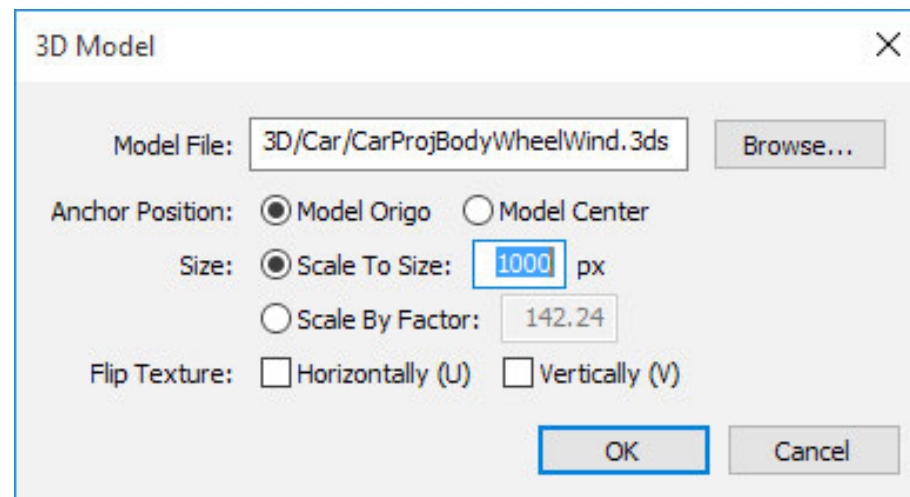 3D Model
Model File: 3D/Car/CarProjBodyWheelWind.3ds Browse...
Anchor Position: Model Origo Model Center
Size: Scale To Size: 1000 px
Scale By Factor: 142.24
Flip Texture: Horizontally (U) Vertically (V)
OK Cancel